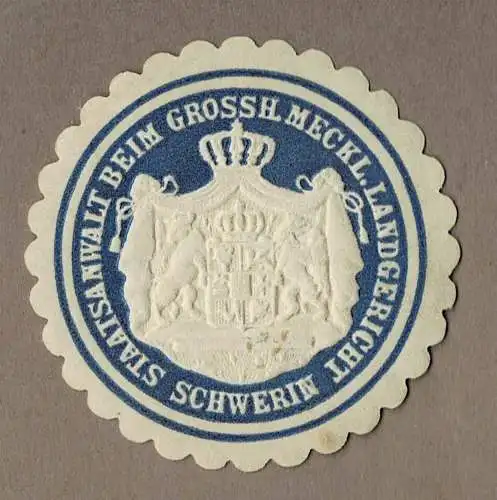 STAATSANWALT BEIM GROSSH. MECKL. LANDGERICHT
SCHWERIN